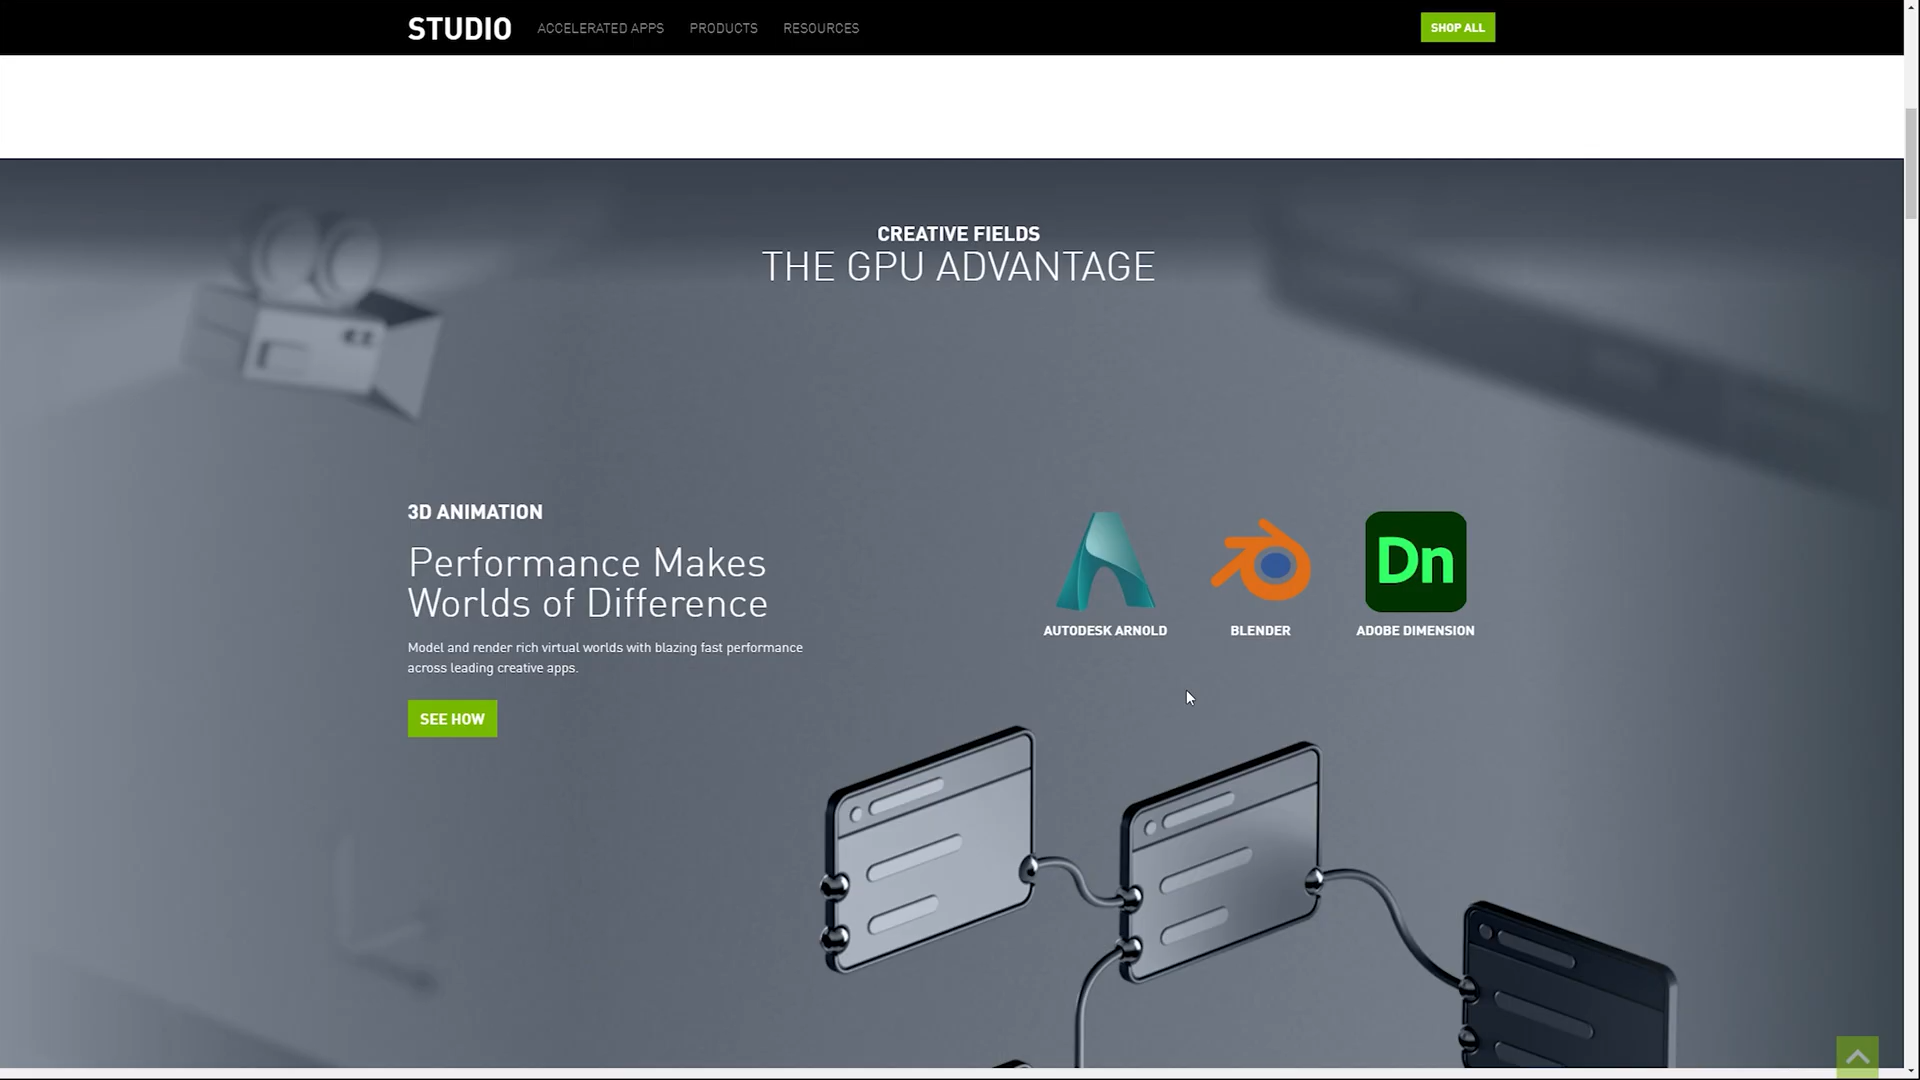 STUDIO ACCELERATED APPS PRODUCTS RESOURCES SHOP ALL
CREATIVE FIELDS
THE GPU ADVANTAGE
3D ANIMATION
Performance Makes
Worlds of Difference
Model and render rich virtual worlds with blazing fast performance
across leading creative apps.
SEE HOW
Dn
AUTODESK ARNOLD BLENDER ADOBE DIMENSION